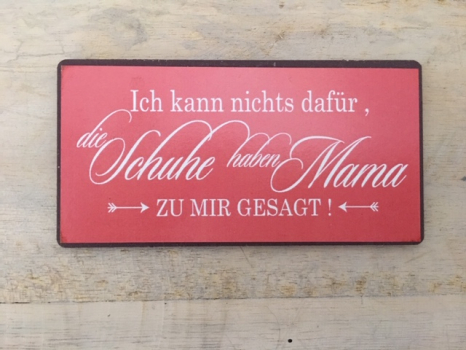 Ich kann nichts dafür ,
die Schuhe haben Mama
ZU MIR GESAGT !